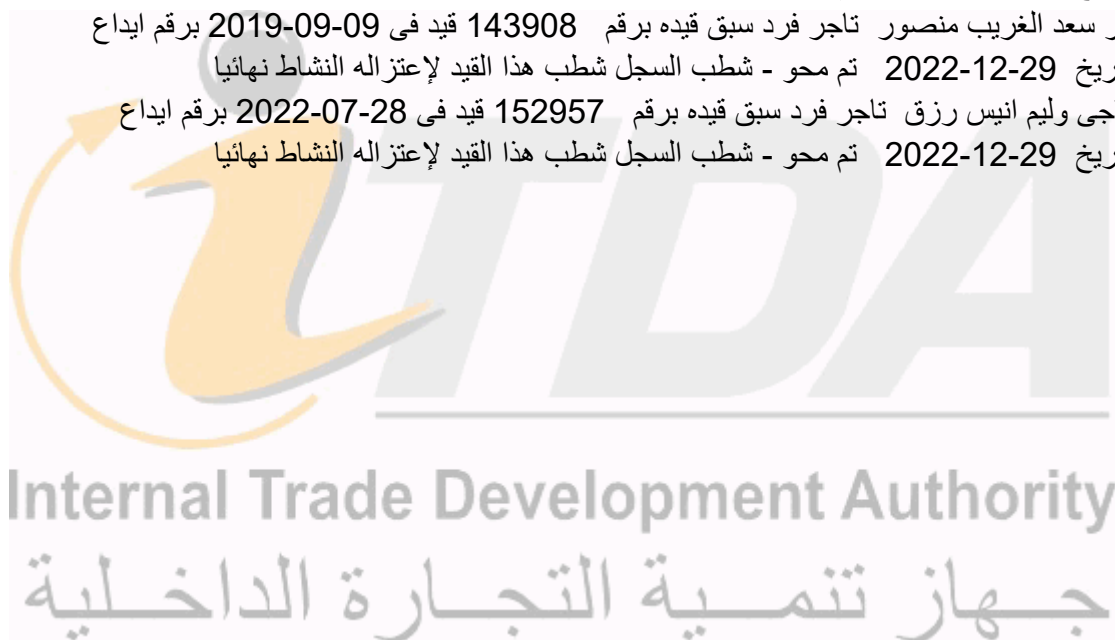 سعد الغريب منصور تاجر فرد سبق قيده برقم 143908 قيد فى 09-09-2019 برقم ايداع
29-12-2022 تم محو - شطب السجل شطب هذا القيد لإعتزاله النشاط نهائيا
وليم انيس رزق تاجر فرد سبق قيده برقم 152957 قيد فى 28-07-2022 برقم ايداع
29-12-2022 تم محو - شطب السجل شطب هذا القيد لإعتزاله النشاط نهائيا
iTDA
Internal Trade Development Authority
جهاز تنمية التجارة الداخلية